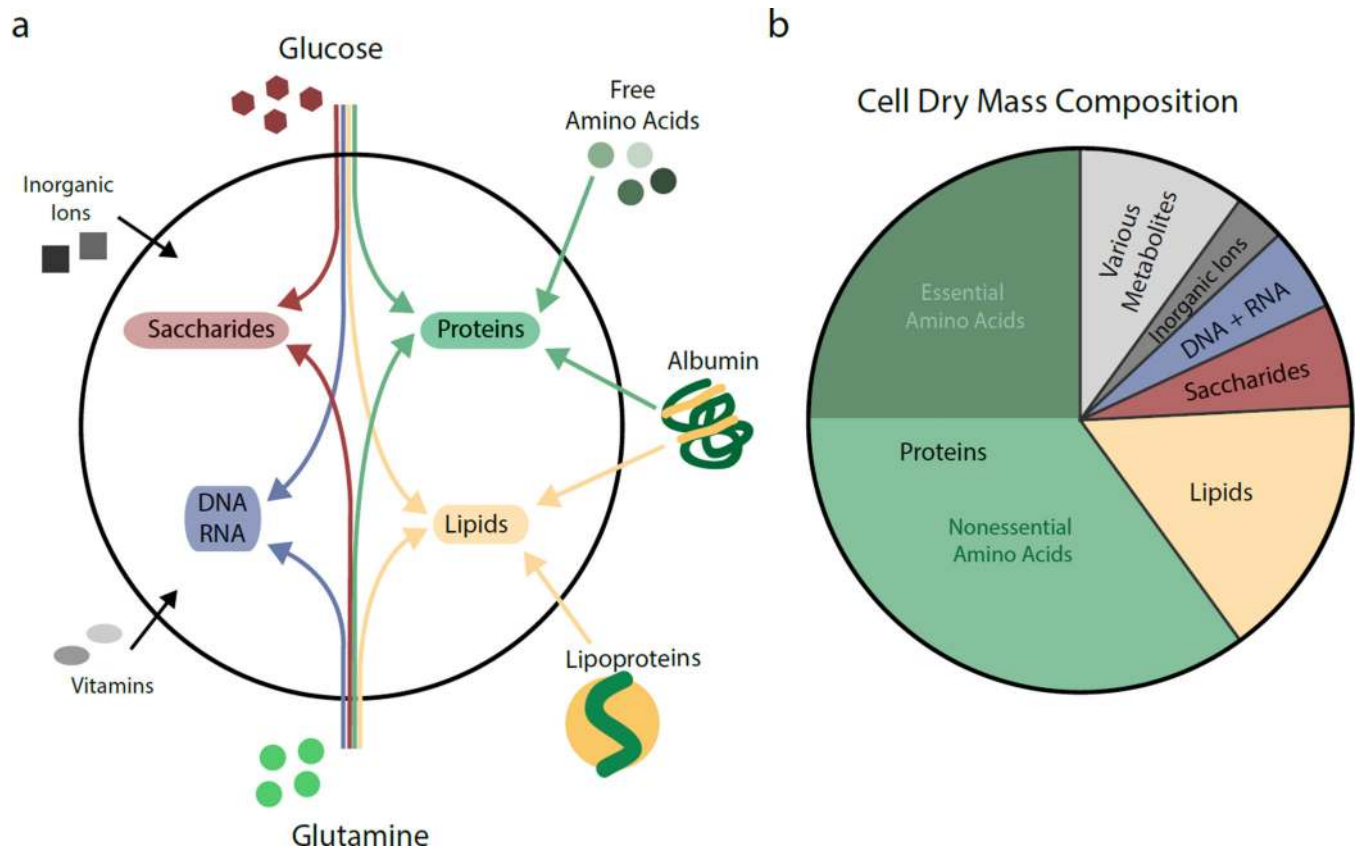 a
Glucose
Free
Amino Acids
Inorganic
Ions
Saccharides
Proteins
Albumin
DNA
RNA
Lipids
Vitamins
Lipoproteins
Glutamine
b
Cell Dry Mass Composition
Various
Metabolites
Inorganic Ions
DNA + RNA
Saccharides
Lipids
Essential
Amino Acids
Proteins
Nonessential
Amino Acids